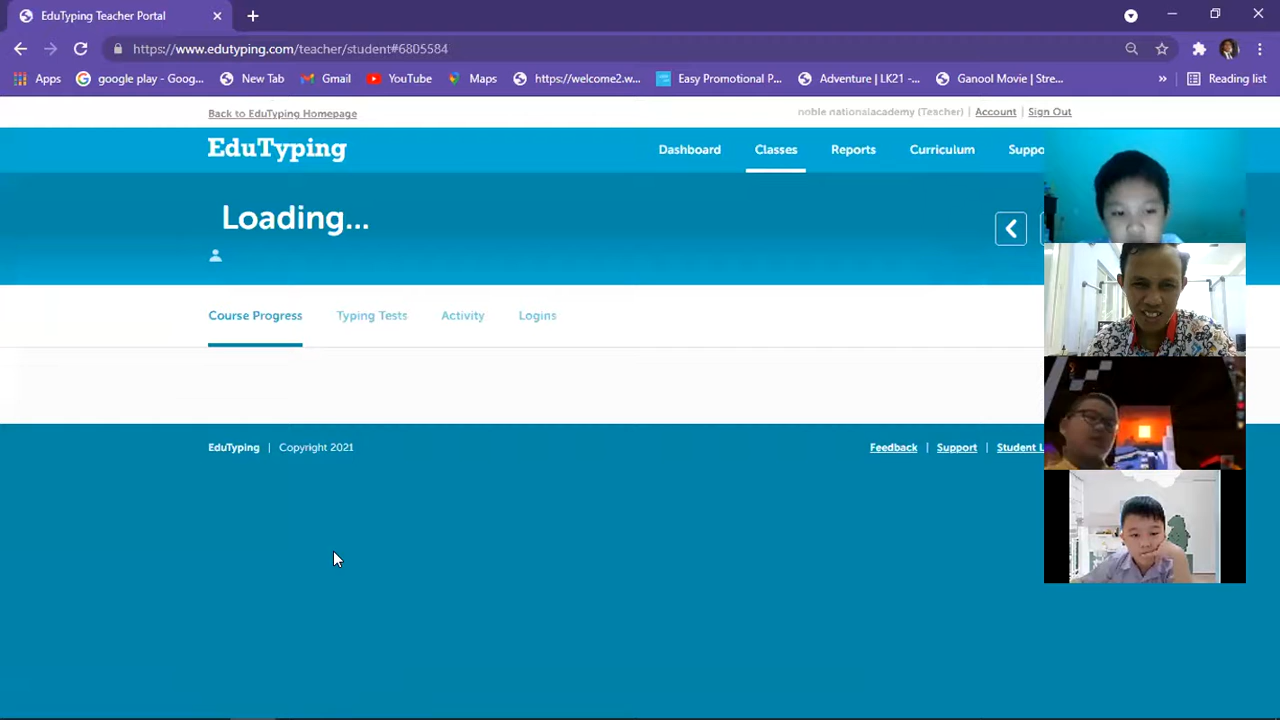 EduTyping Teacher Portal
https://www.edutyping.com/teacher/student#6805584
Apps google play - Goog... New Tab Gmail YouTube Maps https://welcome2.w... Easy Promotional P... Adventure | LK21 -... Ganool Movie | Stre... » Reading list
Back to EduTyping Homepage noble nationalacademy (Teacher) | Account | Sign Out
EduTyping Dashboard Classes Reports Curriculum Suppo
Loading...
Course Progress Typing Tests Activity Logins
EduTyping | Copyright 2021 Feedback | Support | Student L